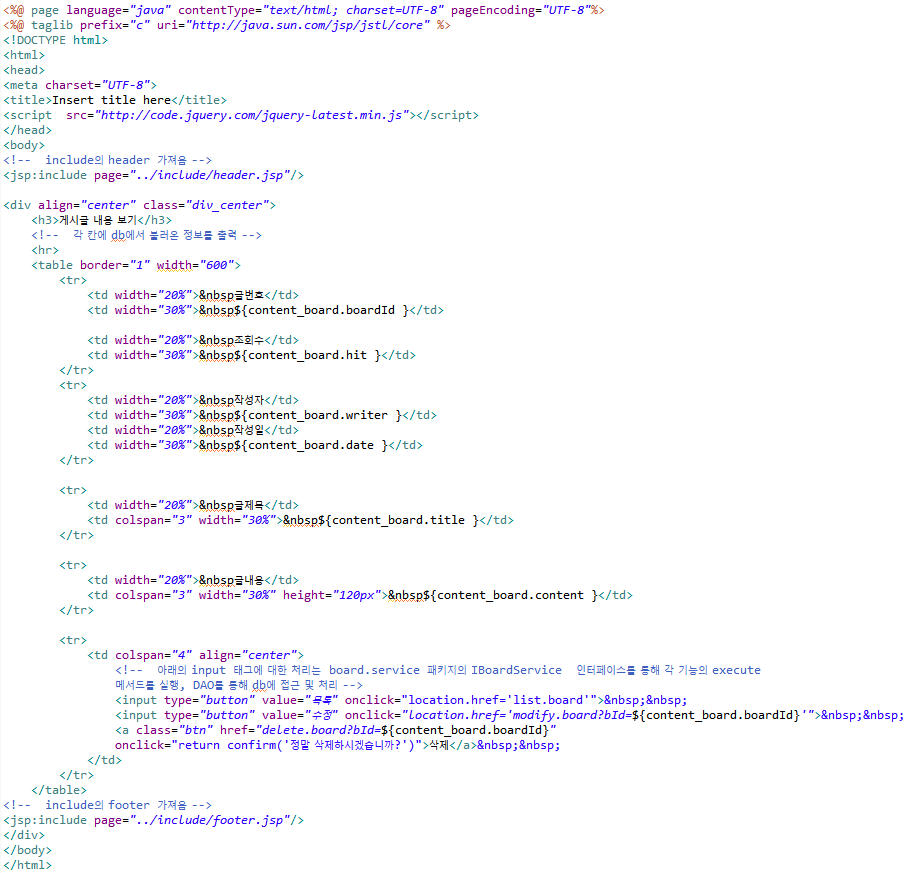 <%@ page language="java" contentType="text/html; charset=UTF-8" pageEncoding="UTF-8"%>
<%@ taglib prefix="c" uri="http://java.sun.com/jsp/jstl/core" %>
<!DOCTYPE html>
<html>
<head>
<meta charset="UTF-8">
<title>Insert title here</title>
<script  src="http://code.jquery.com/jquery-latest.min.js"></script>
</head>
<body>
<!--  include의 header 가져옴 -->
<jsp:include page="../include/header.jsp"/>

<div align="center" class="div_center">
    <h3>게시글 내용 보기</h3>
    <!--  각 칸에 db에서 불러온 정보를 출력 -->
    <hr>
    <table border="1" width="600">
        <tr>
            <td width="20%">&nbsp글번호</td>
            <td width="30%">&nbsp${content_board.boardId }</td>

            <td width="20%">&nbsp조회수</td>
            <td width="30%">&nbsp${content_board.hit }</td>
        </tr>
        <tr>
            <td width="20%">&nbsp작성자</td>
            <td width="30%">&nbsp${content_board.writer }</td>
            <td width="20%">&nbsp작성일</td>
            <td width="30%">&nbsp${content_board.date }</td>
        </tr>

        <tr>
            <td width="20%">&nbsp글제목</td>
            <td colspan="3" width="30%">&nbsp${content_board.title }</td>
        </tr>

        <tr>
            <td width="20%">&nbsp글내용</td>
            <td colspan="3" width="30%" height="120px">&nbsp${content_board.content }</td>
        </tr>

        <tr>
            <td colspan="4" align="center">
                <!--  아래의 input 태그에 대한 처리는 board.service 패키지의 IBoardService  인터페이스를 통해 각 기능의 execute
                메서드를 실행, DAO를 통해 db에 접근 및 처리 -->
                <input type="button" value="목록" onclick="location.href='list.board'">&nbsp;&nbsp;
                <input type="button" value="수정" onclick="location.href='modify.board?bId=${content_board.boardId}'">&nbsp;&nbsp;
                <a class="btn" href="delete.board?bId=${content_board.boardId}"
                onclick="return confirm('정말 삭제하시겠습니까?')">삭제</a>&nbsp;&nbsp;
            </td>
        </tr>
    </table>
<!--  include의 footer 가져옴 -->
<jsp:include page="../include/footer.jsp"/>
</div>
</body>
</html>